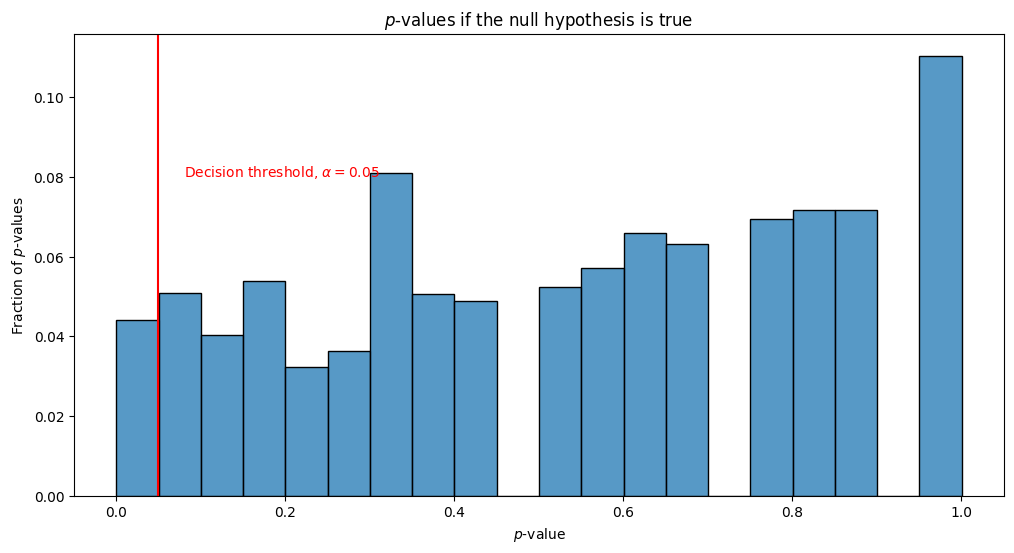 p-values if the null hypothesis is true
Fraction of p-values
0.10
0.08
0.06
0.04
0.02
0.00
Decision threshold, α = 0.05
0.0 0.2 0.4 0.6 0.8 1.0
p-value